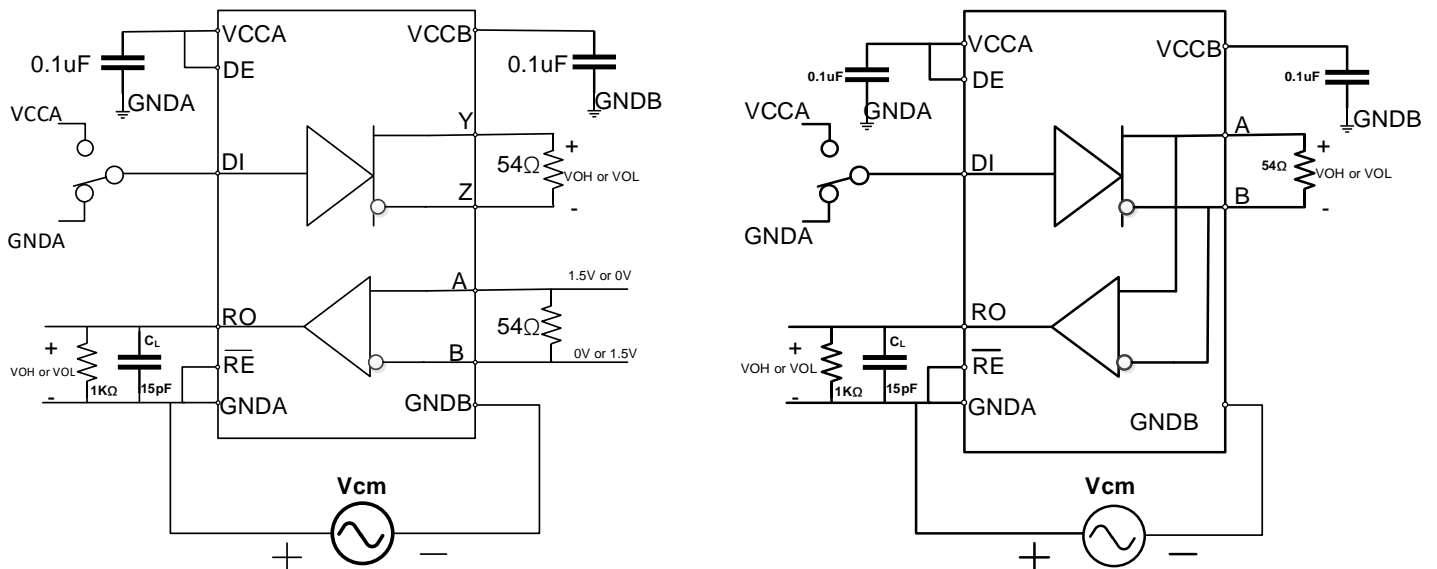 VCCA
VCCB
0.1uF
DE
0.1uF
GNDA
GNDB
VCCA
Y
DI
54Ω
+
VOH or VOL
Z
-
GNDA
A
1.5V or 0V
RO
54Ω
+
CL
B
0V or 1.5V
VOH or VOL
RE
1KΩ
15pF
-
GNDA
GNDB
Vcm
+
—
VCCA
VCCB
0.1uF
DE
0.1uF
GNDA
GNDB
VCCA
A
DI
54Ω
+
VOH or VOL
B
-
GNDA
RO
+
CL
VOH or VOL
RE
1KΩ
15pF
-
GNDA
GNDB
Vcm
+
—